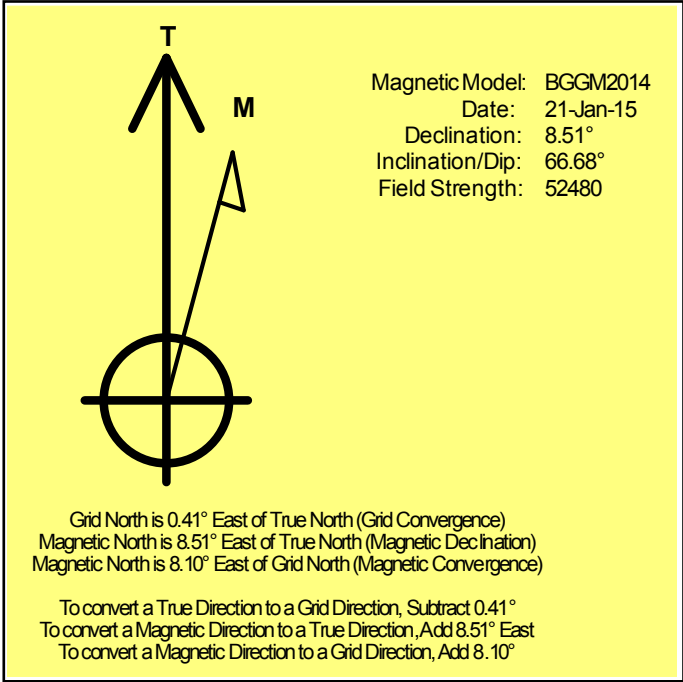 T
M
Magnetic Model: BGGM2014
Date: 21-Jan-15
Declination: 8.51°
Inclination/Dip: 66.68°
Field Strength: 52480
Grid North is 0.41° East of True North (Grid Convergence)
Magnetic North is 8.51° East of True North (Magnetic Declination)
Magnetic North is 8.10° East of Grid North (Magnetic Convergence)
To convert a True Direction to a Grid Direction, Subtract 0.41°
To convert a Magnetic Direction to a True Direction, Add 8.51° East
To convert a Magnetic Direction to a Grid Direction, Add 8.10°